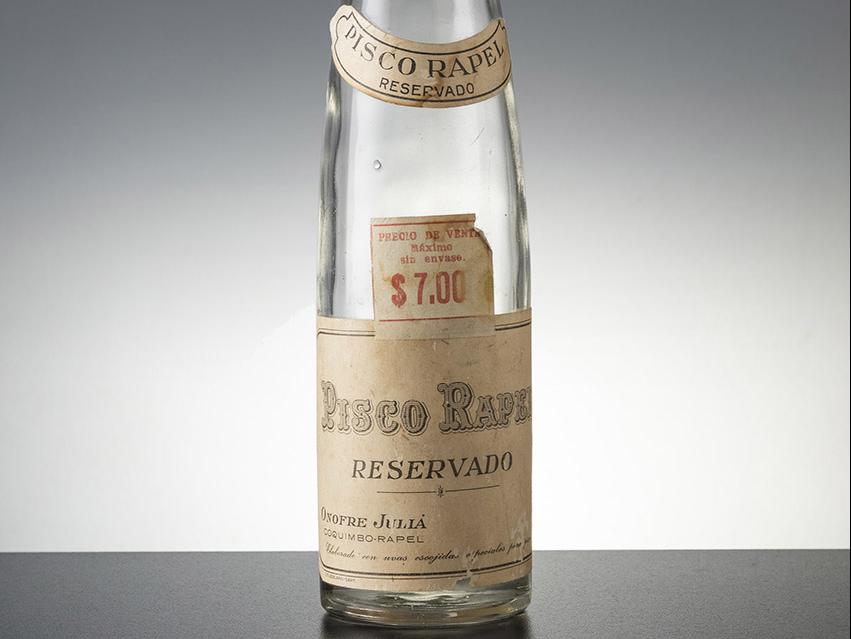 PISCO RAPEL
RESERVADO
PRECIO DE VENTA
Máximo
sin envase.
$ 7.00
PISCO RAPEL
RESERVADO
ONOFRE JULIÁ
COQUIMBO-RAPEL
Elaborado con uvas escojidas especiales para